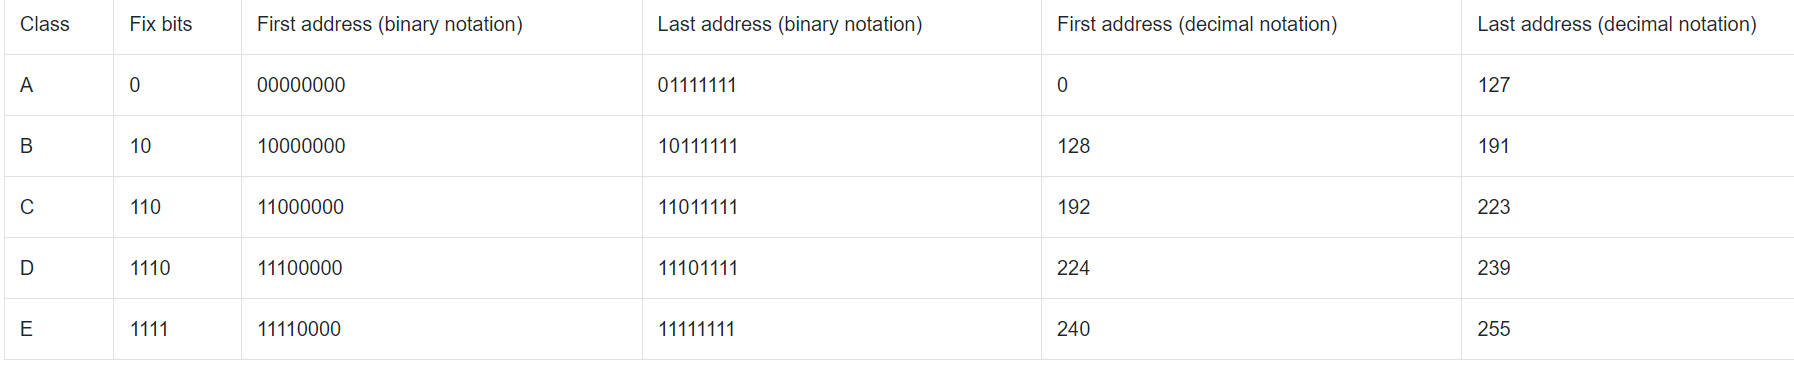 Class Fix bits First address (binary notation) Last address (binary notation) First address (decimal notation) Last address (decimal notation)
A 0 00000000 01111111 0 127
B 10 10000000 10111111 128 191
C 110 11000000 11011111 192 223
D 1110 11100000 11101111 224 239
E 1111 11110000 11111111 240 255